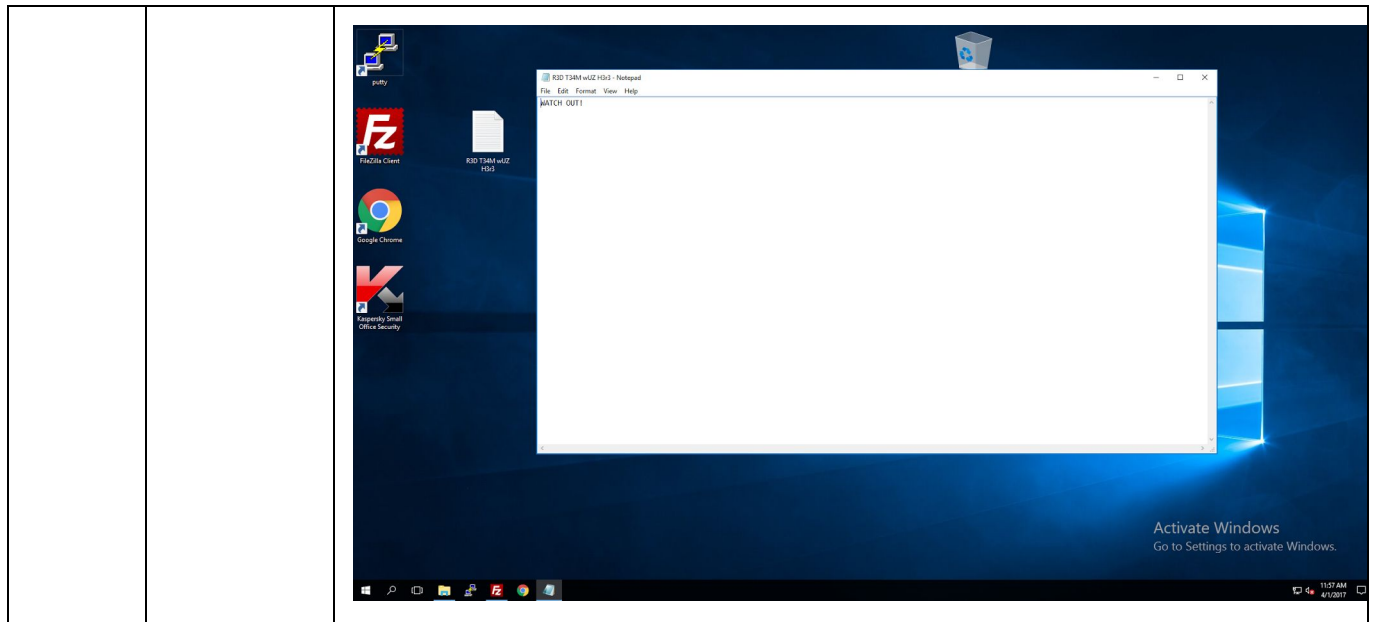 putty
R3D T34M wUZ H3r3 - Notepad
File Edit Format View Help
WATCH OUT!
FileZilla Client
R3D T34M wUZ
H3r3
Google Chrome
Kaspersky Small
Office Security
Activate Windows
Go to Settings to activate Windows.
11:57 AM
4/1/2017